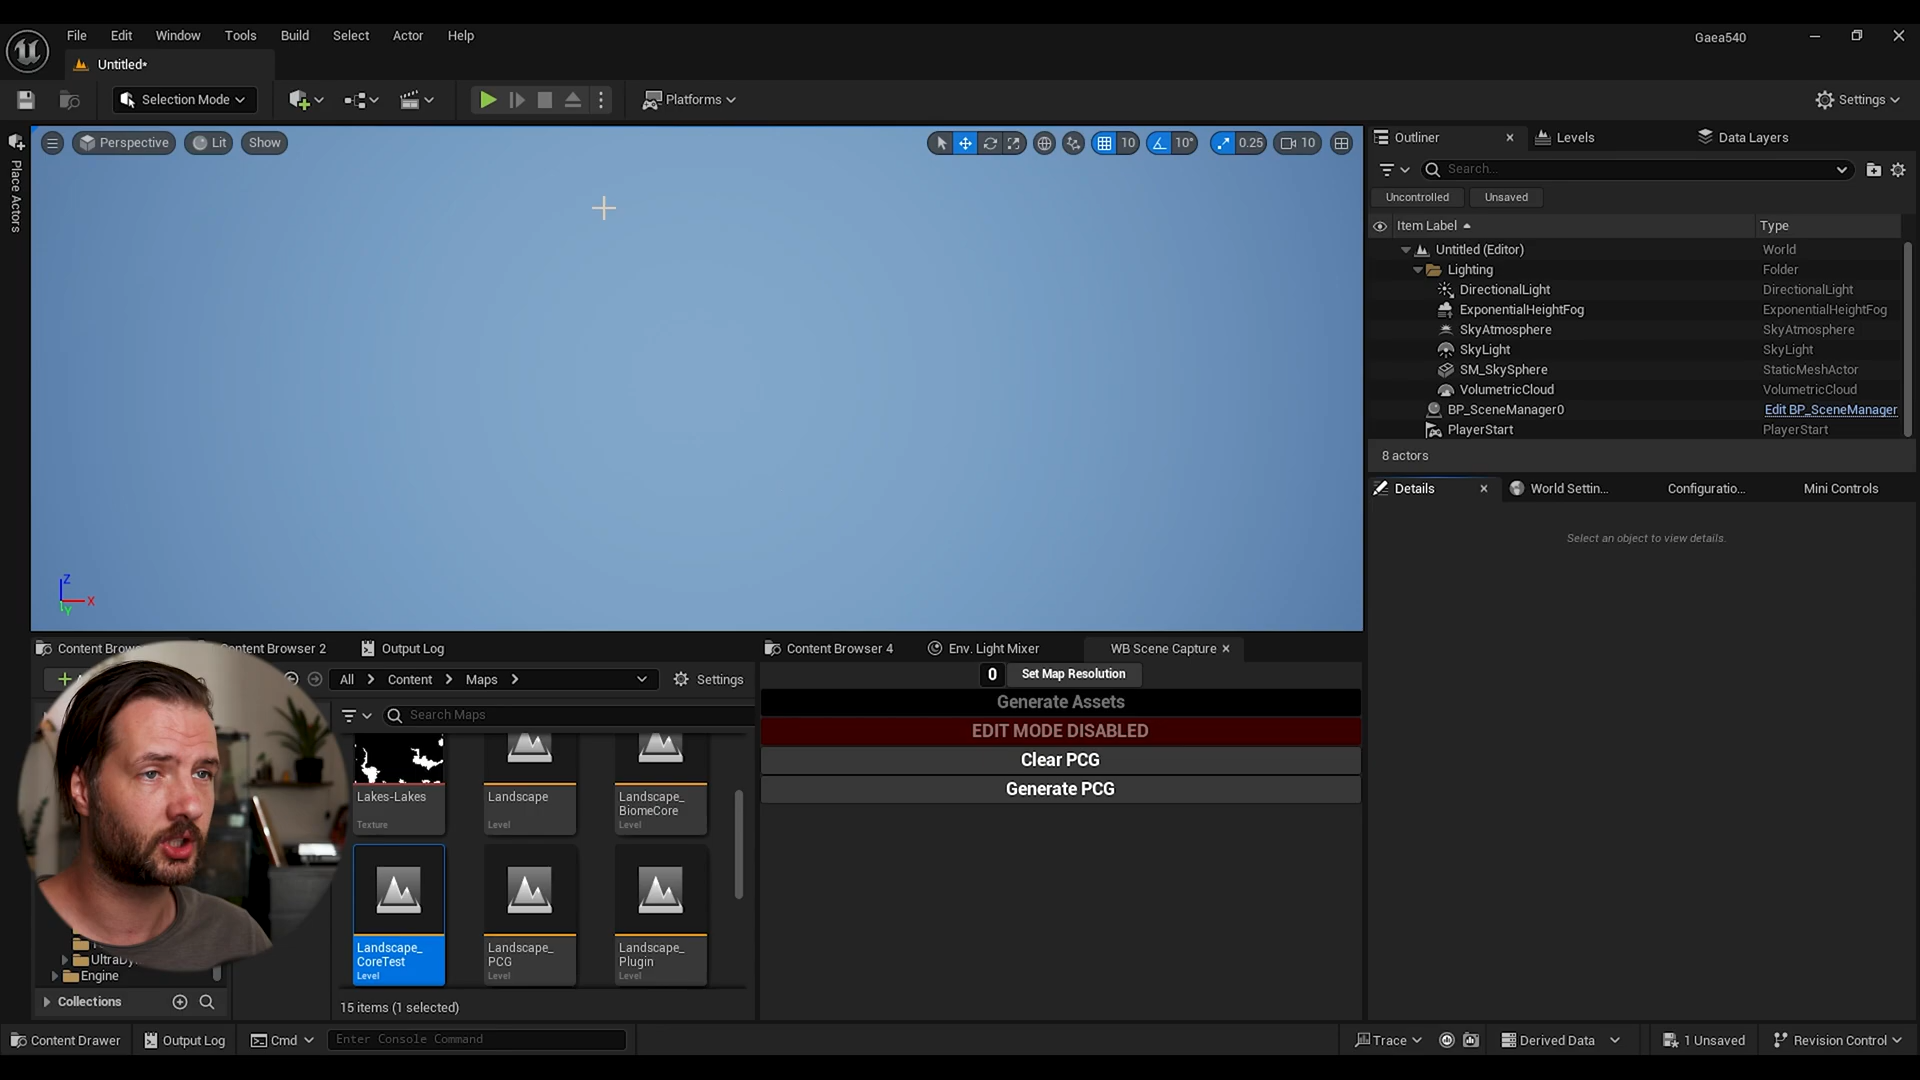 File Edit Window Tools Build Select Actor Help
Gaea540
Untitled*
Selection Mode
Platforms
Settings
Place Actors
Perspective
Lit
Show
10
10°
0.25
10
Z
X
Y
Outliner
Levels
Data Layers
Search...
Uncontrolled
Unsaved
Item Label
Type
Untitled (Editor) World
Lighting Folder
DirectionalLight DirectionalLight
ExponentialHeightFog ExponentialHeightFog
SkyAtmosphere SkyAtmosphere
SkyLight SkyLight
SM_SkySphere StaticMeshActor
VolumetricCloud VolumetricCloud
BP_SceneManager0 Edit BP_SceneManager
PlayerStart PlayerStart
8 actors
Details
World Settin...
Configuratio...
Mini Controls
Select an object to view details.
Content Brow
ntent Browser 2
Output Log
All Content Maps
Settings
Search Maps
Lakes-Lakes
Texture
Landscape
Level
Landscape_
BiomeCore
Level
Landscape_
CoreTest
Level
Landscape_
PCG
Level
Landscape_
Plugin
Level
UltraDy
Engine
Collections
15 items (1 selected)
Content Browser 4
Env. Light Mixer
WB Scene Capture
0
Set Map Resolution
Generate Assets
EDIT MODE DISABLED
Clear PCG
Generate PCG
Content Drawer
Output Log
Cmd
Enter Console Command
Trace
Derived Data
1 Unsaved
Revision Control